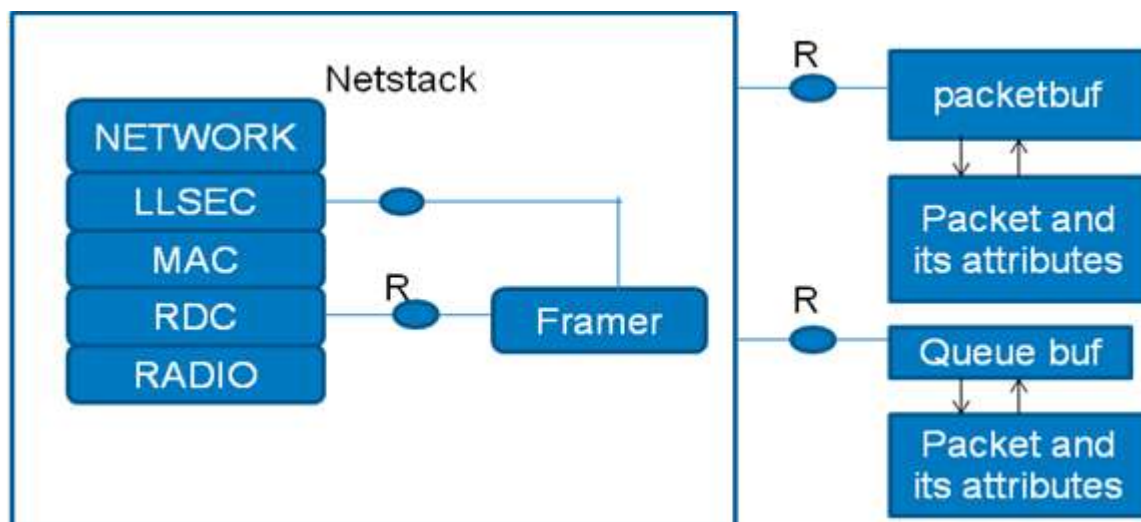 Netstack
NETWORK
LLSEC
MAC
RDC
RADIO
R
Framer
R
packetbuf
Packet and
its attributes
R
Queue buf
Packet and
its attributes